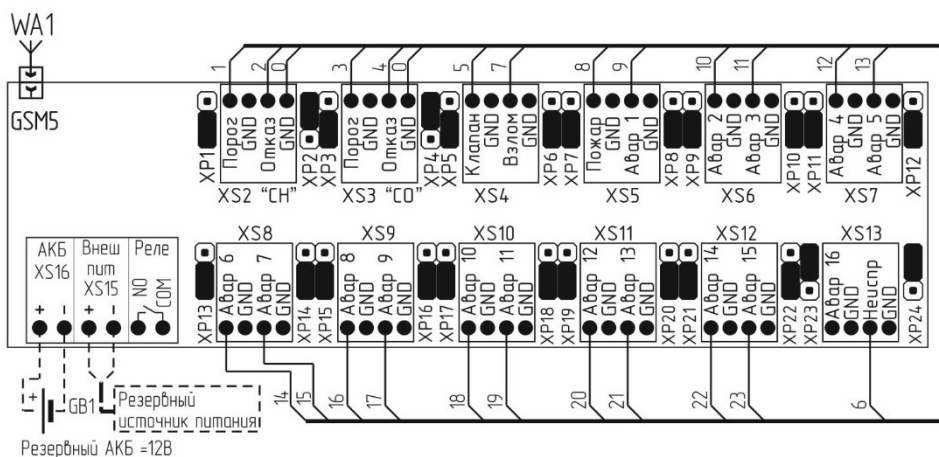 WA1
GSM5
1 2 0 3 4 0 5 7 8 9 10 11 12 13
XP1 Порог GND Отказ GND XP2
XS2 "СН"
XP3 Порог GND Отказ GND XP4
XS3 "СО"
XP5 Клапан GND Взлом GND XP6
XS4
XP7 Пожар GND Авар 1 GND XP8
XS5
XP9 Авар 2 GND Авар 3 GND XP10
XS6
XP11 Авар 4 GND Авар 5 GND XP12
XS7
АКБ XS16
+ -
Внеш пит XS15
+ -
Реле
NO COM
XS8
XP13 Авар 6 GND Авар 7 GND XP14
XS9
XP15 Авар 8 GND Авар 9 GND XP16
XS10
XP17 Авар 10 GND Авар 11 GND XP18
XS11
XP19 Авар 12 GND Авар 13 GND XP20
XS12
XP21 Авар 14 GND Авар 15 GND XP22
XS13
XP23 Авар 16 GND Неиспр GND XP24
14 15 16 17 18 19 20 21 22 23 6
+
GB1
Резервный
источник питания
Резервный АКБ =12В